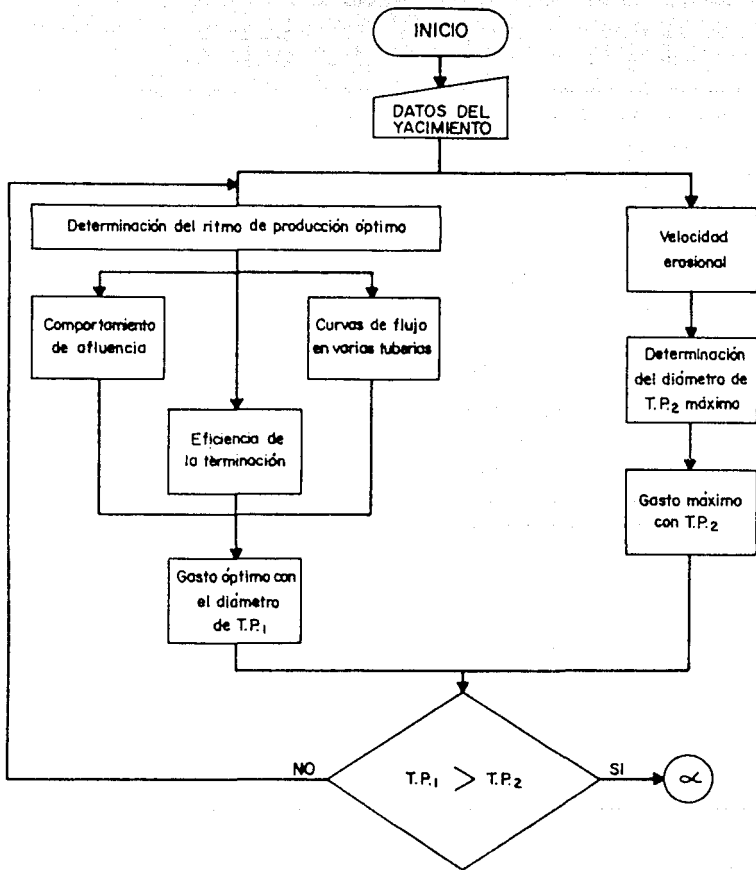 INICIO
DATOS DEL
YACIMIENTO
Determinación del ritmo de producción óptimo
Velocidad
erosional
Comportamiento
de afluencia
Curvas de flujo
en varias tuberias
Determinación
del diámetro de
T.P.2 máximo
Eficiencia de
la terminación
Gasto máximo
con T.P.2
Gasto óptimo con
el diámetro
de T.P.1
NO
T.P.1 > T.P.2
SI
α